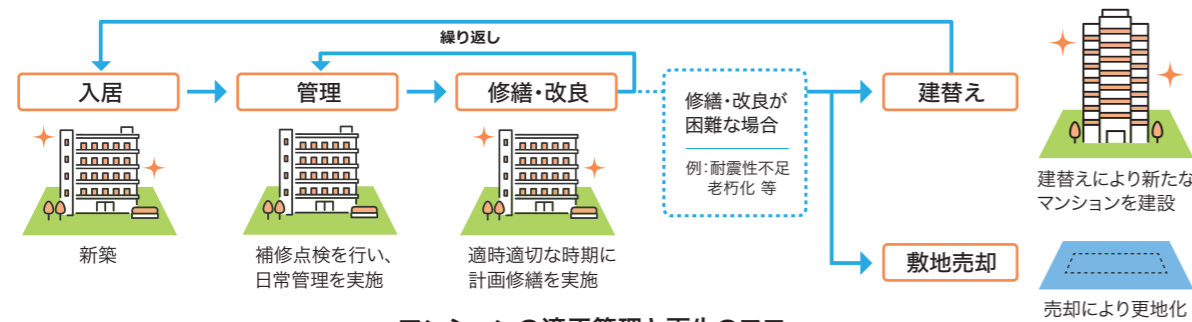 繰り返し
入居
管理
修繕・改良
修繕・改良が
困難な場合
例：耐震性不足
老朽化 等
建替え
新築
補修点検を行い、
日常管理を実施
適時適切な時期に
計画修繕を実施
建替えにより新たな
マンションを建設
敷地売却
売却により更地化